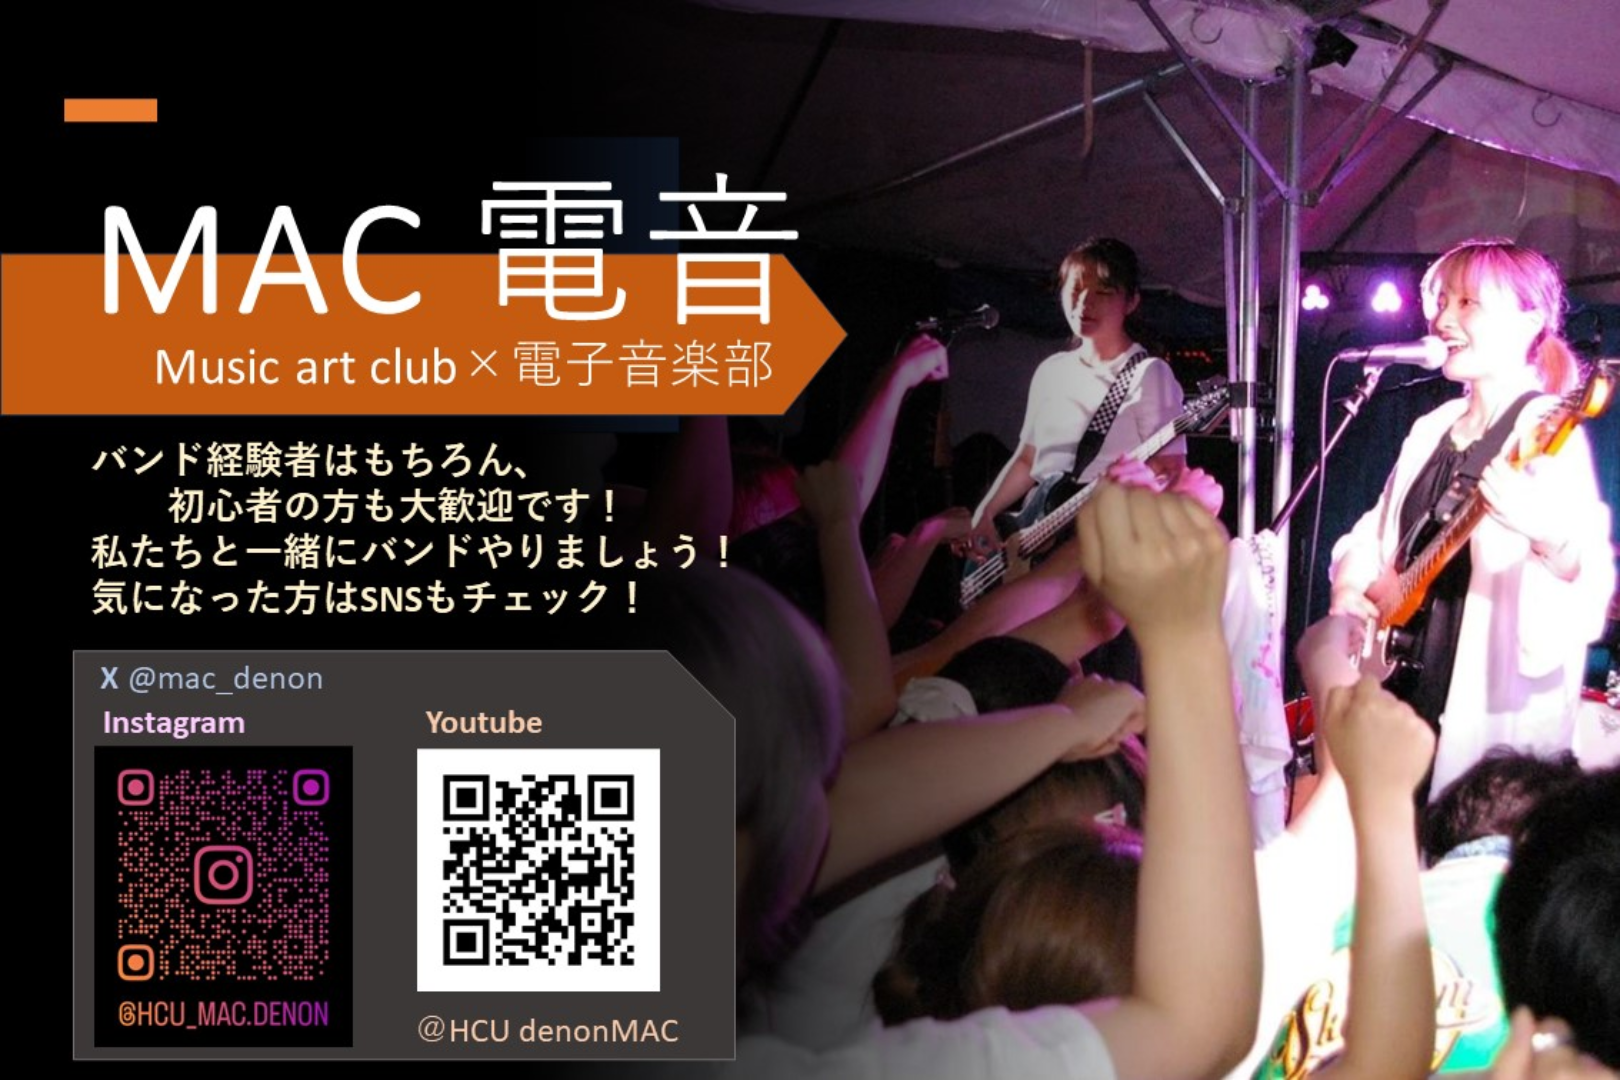 MAC 電音
Music art club × 電子音楽部
バンド経験者はもちろん、
初心者の方も大歓迎です！
私たちと一緒にバンドやりましょう！
気になった方はSNSもチェック！
X @mac_denon
Instagram
Youtube
@HCU_MAC.DENON
@HCU denonMAC